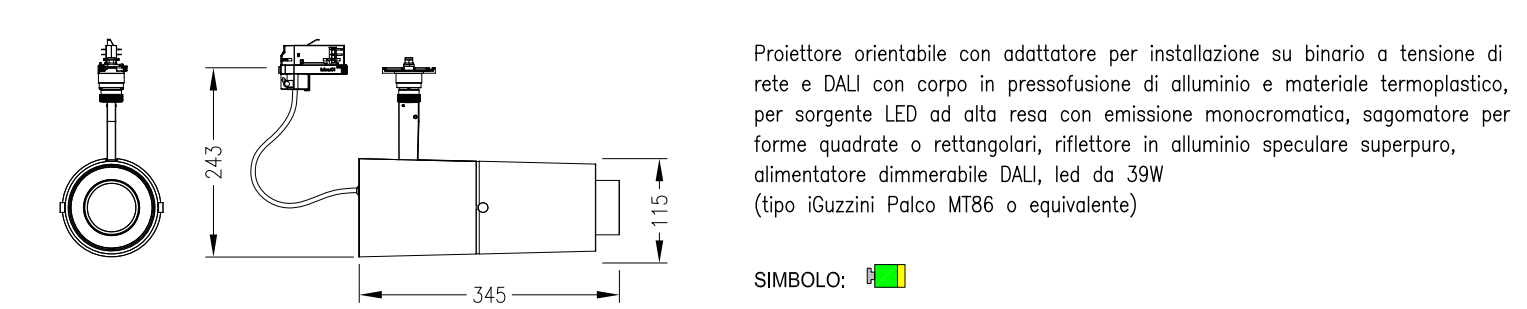 Proiettore orientabile con adattatore per installazione su binario a tensione di
rete e DALI con corpo in pressofusione di alluminio e materiale termoplastico,
per sorgente LED ad alta resa con emissione monocromatica, sagomatore per
forme quadrate o rettangolari, riflettore in alluminio speculare superpuro,
alimentatore dimmerabile DALI, led da 39W
(tipo iGuzzini Palco MT86 o equivalente)
SIMBOLO:
243
115
345